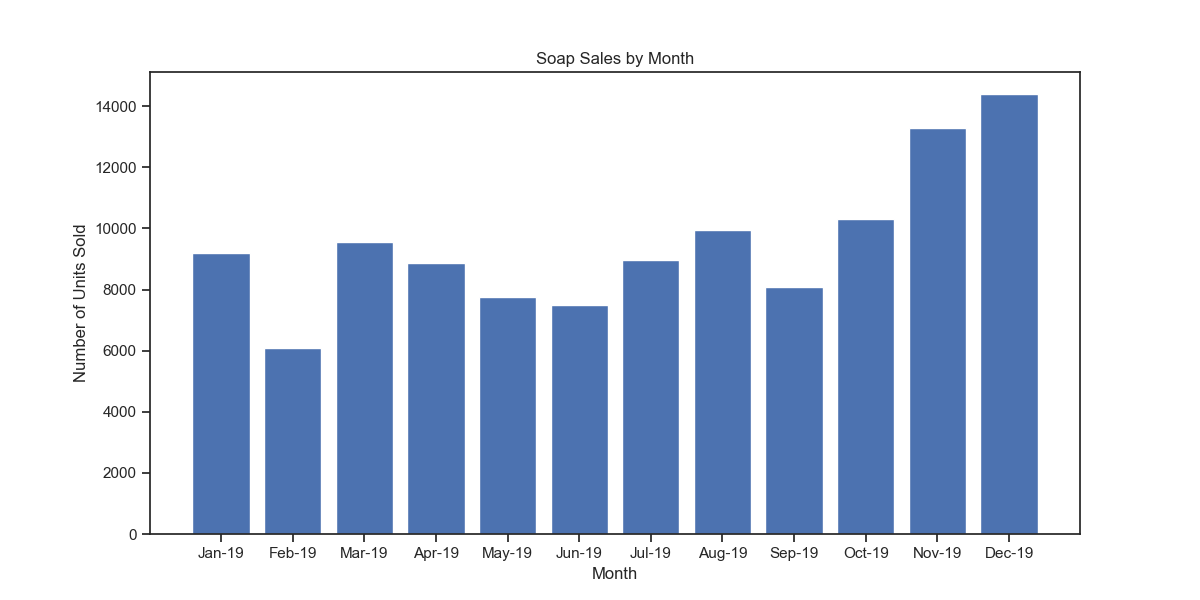 Soap Sales by Month
Number of Units Sold
14000
12000
10000
8000
6000
4000
2000
0
Jan-19 Feb-19 Mar-19 Apr-19 May-19 Jun-19 Jul-19 Aug-19 Sep-19 Oct-19 Nov-19 Dec-19
Month